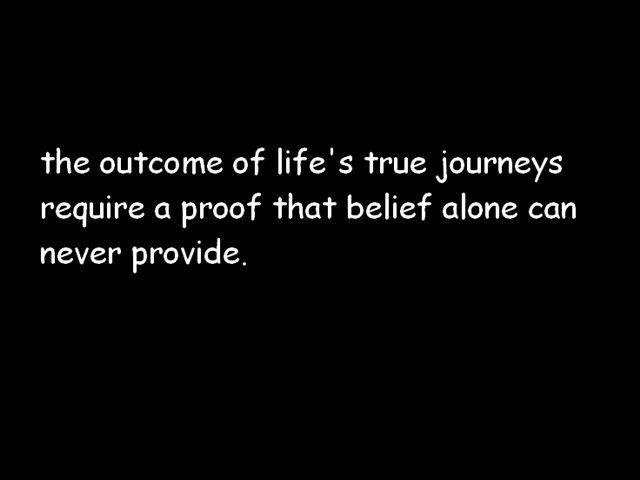 the outcome of life's true journeys
require a proof that belief alone can
never provide.